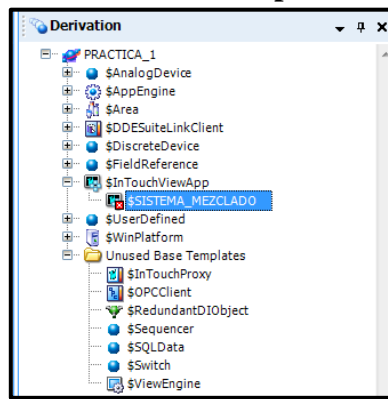 Derivation
PRACTICA_1
$AnalogDevice
$AppEngine
$Area
$DDESuiteLinkClient
$DiscreteDevice
$FieldReference
$InTouchViewApp
$SISTEMA_MEZCLADO
$UserDefined
$WinPlatform
Unused Base Templates
$InTouchProxy
$OPCClient
$RedundantDIObject
$Sequencer
$SQLData
$Switch
$ViewEngine